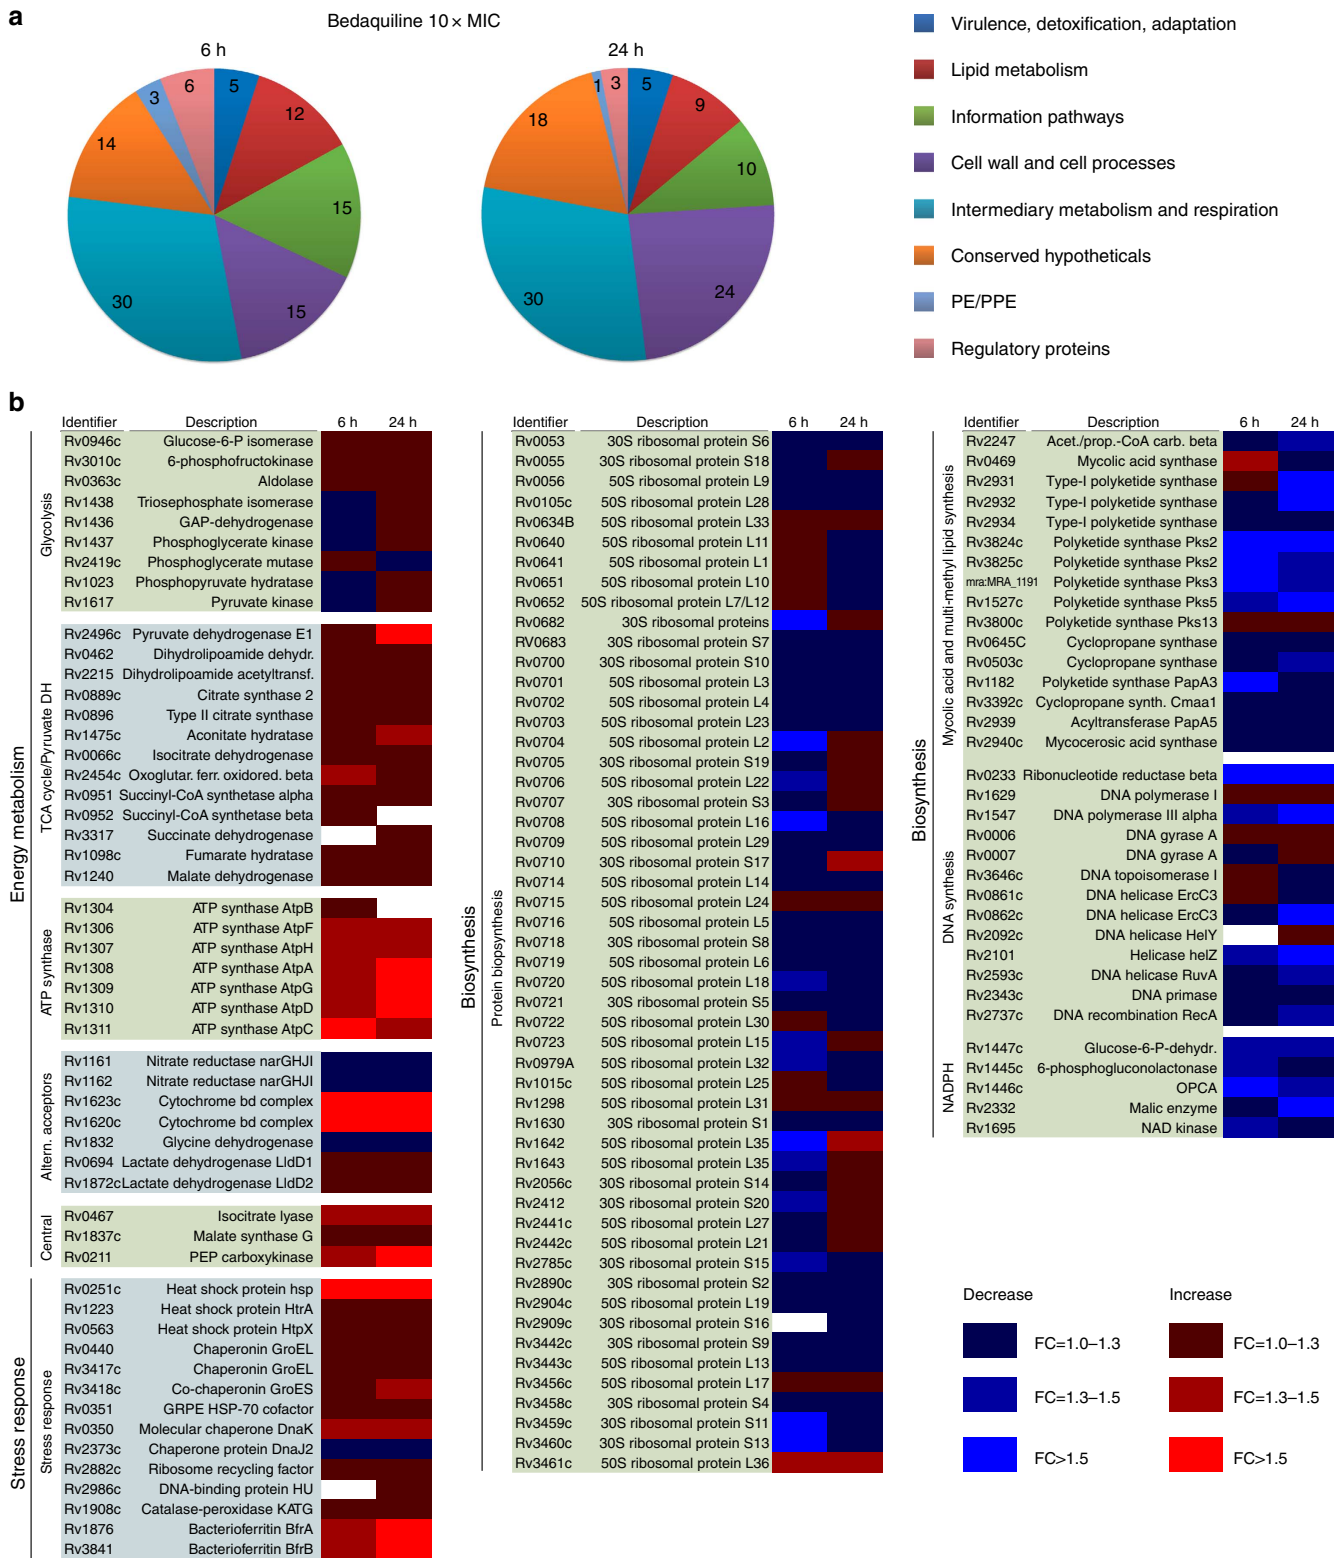 a
Bedaquiline 10 × MIC
6 h
24 h
5
12
15
15
30
14
3
6
5
9
10
24
30
18
1
3
Virulence, detoxification, adaptation
Lipid metabolism
Information pathways
Cell wall and cell processes
Intermediary metabolism and respiration
Conserved hypotheticals
PE/PPE
Regulatory proteins
b
Identifier Description 6 h 24 h
Energy metabolism
Glycolysis
Rv0946c Glucose-6-P isomerase
Rv3010c 6-phosphofructokinase
Rv0363c Aldolase
Rv1438 Triosephosphate isomerase
Rv1436 GAP-dehydrogenase
Rv1437 Phosphoglycerate kinase
Rv2419c Phosphoglycerate mutase
Rv1023 Phosphopyruvate hydratase
Rv1617 Pyruvate kinase
TCA cycle/Pyruvate DH
Rv2496c Pyruvate dehydrogenase E1
Rv0462 Dihydrolipoamide dehydr.
Rv2215 Dihydrolipoamide acetyltransf.
Rv0889c Citrate synthase 2
Rv0896 Type II citrate synthase
Rv1475c Aconitate hydratase
Rv0066c Isocitrate dehydrogenase
Rv2454c Oxoglutar. ferr. oxidored. beta
Rv0951 Succinyl-CoA synthetase alpha
Rv0952 Succinyl-CoA synthetase beta
Rv3317 Succinate dehydrogenase
Rv1098c Fumarate hydratase
Rv1240 Malate dehydrogenase
ATP synthase
Rv1304 ATP synthase AtpB
Rv1306 ATP synthase AtpF
Rv1307 ATP synthase AtpH
Rv1308 ATP synthase AtpA
Rv1309 ATP synthase AtpG
Rv1310 ATP synthase AtpD
Rv1311 ATP synthase AtpC
Altern. acceptors
Rv1161 Nitrate reductase narGHJI
Rv1162 Nitrate reductase narGHJI
Rv1623c Cytochrome bd complex
Rv1620c Cytochrome bd complex
Rv1832 Glycine dehydrogenase
Rv0694 Lactate dehydrogenase LldD1
Rv1872c Lactate dehydrogenase LldD2
Central
Rv0467 Isocitrate lyase
Rv1837c Malate synthase G
Rv0211 PEP carboxykinase
Stress response
Stress response
Rv0251c Heat shock protein hsp
Rv1223 Heat shock protein HtrA
Rv0563 Heat shock protein HtpX
Rv0440 Chaperonin GroEL
Rv3417c Chaperonin GroEL
Rv3418c Co-chaperonin GroES
Rv0351 GRPE HSP-70 cofactor
Rv0350 Molecular chaperone DnaK
Rv2373c Chaperone protein DnaJ2
Rv2882c Ribosome recycling factor
Rv2986c DNA-binding protein HU
Rv1908c Catalase-peroxidase KATG
Rv1876 Bacterioferritin BfrA
Rv3841 Bacterioferritin BfrB
Identifier Description 6 h 24 h
Biosynthesis
Protein biopsynthesis
Rv0053 30S ribosomal protein S6
Rv0055 30S ribosomal protein S18
Rv0056 50S ribosomal protein L9
Rv0105c 50S ribosomal protein L28
Rv0634B 50S ribosomal protein L33
Rv0640 50S ribosomal protein L11
Rv0641 50S ribosomal protein L1
Rv0651 50S ribosomal protein L10
Rv0652 50S ribosomal protein L7/L12
Rv0682 30S ribosomal proteins
RV0683 30S ribosomal protein S7
Rv0700 30S ribosomal protein S10
Rv0701 50S ribosomal protein L3
Rv0702 50S ribosomal protein L4
Rv0703 50S ribosomal protein L23
Rv0704 50S ribosomal protein L2
Rv0705 30S ribosomal protein S19
Rv0706 50S ribosomal protein L22
Rv0707 30S ribosomal protein S3
Rv0708 50S ribosomal protein L16
Rv0709 50S ribosomal protein L29
Rv0710 30S ribosomal protein S17
Rv0714 50S ribosomal protein L14
Rv0715 50S ribosomal protein L24
Rv0716 50S ribosomal protein L5
Rv0718 30S ribosomal protein S8
Rv0719 50S ribosomal protein L6
Rv0720 50S ribosomal protein L18
Rv0721 30S ribosomal protein S5
Rv0722 50S ribosomal protein L30
Rv0723 50S ribosomal protein L15
Rv0979A 50S ribosomal protein L32
Rv1015c 50S ribosomal protein L25
Rv1298 50S ribosomal protein L31
Rv1630 30S ribosomal protein S1
Rv1642 50S ribosomal protein L35
Rv1643 50S ribosomal protein L35
Rv2056c 30S ribosomal protein S14
Rv2412 30S ribosomal protein S20
Rv2441c 50S ribosomal protein L27
Rv2442c 50S ribosomal protein L21
Rv2785c 30S ribosomal protein S15
Rv2890c 30S ribosomal protein S2
Rv2904c 50S ribosomal protein L19
Rv2909c 30S ribosomal protein S16
Rv3442c 30S ribosomal protein S9
Rv3443c 50S ribosomal protein L13
Rv3456c 50S ribosomal protein L17
Rv3458c 30S ribosomal protein S4
Rv3459c 30S ribosomal protein S11
Rv3460c 30S ribosomal protein S13
Rv3461c 50S ribosomal protein L36
Identifier Description 6 h 24 h
Biosynthesis
Mycolic acid and multi-methyl lipid synthesis
Rv2247 Acet./prop.-CoA carb. beta
Rv0469 Mycolic acid synthase
Rv2931 Type-I polyketide synthase
Rv2932 Type-I polyketide synthase
Rv2934 Type-I polyketide synthase
Rv3824c Polyketide synthase Pks2
Rv3825c Polyketide synthase Pks2
mra:MRA_1191 Polyketide synthase Pks3
Rv1527c Polyketide synthase Pks5
Rv3800c Polyketide synthase Pks13
Rv0645C Cyclopropane synthase
Rv0503c Cyclopropane synthase
Rv1182 Polyketide synthase PapA3
Rv3392c Cyclopropane synth. Cmaa1
Rv2939 Acyltransferase PapA5
Rv2940c Mycocerosic acid synthase
DNA synthesis
Rv0233 Ribonucleotide reductase beta
Rv1629 DNA polymerase I
Rv1547 DNA polymerase III alpha
Rv0006 DNA gyrase A
Rv0007 DNA gyrase A
Rv3646c DNA topoisomerase I
Rv0861c DNA helicase ErcC3
Rv0862c DNA helicase ErcC3
Rv2092c DNA helicase HelY
Rv2101 Helicase helZ
Rv2593c DNA helicase RuvA
Rv2343c DNA primase
Rv2737c DNA recombination RecA
NADPH
Rv1447c Glucose-6-P-dehydr.
Rv1445c 6-phosphogluconolactonase
Rv1446c OPCA
Rv2332 Malic enzyme
Rv1695 NAD kinase
Decrease Increase
FC=1.0–1.3 FC=1.0–1.3
FC=1.3–1.5 FC=1.3–1.5
FC>1.5 FC>1.5